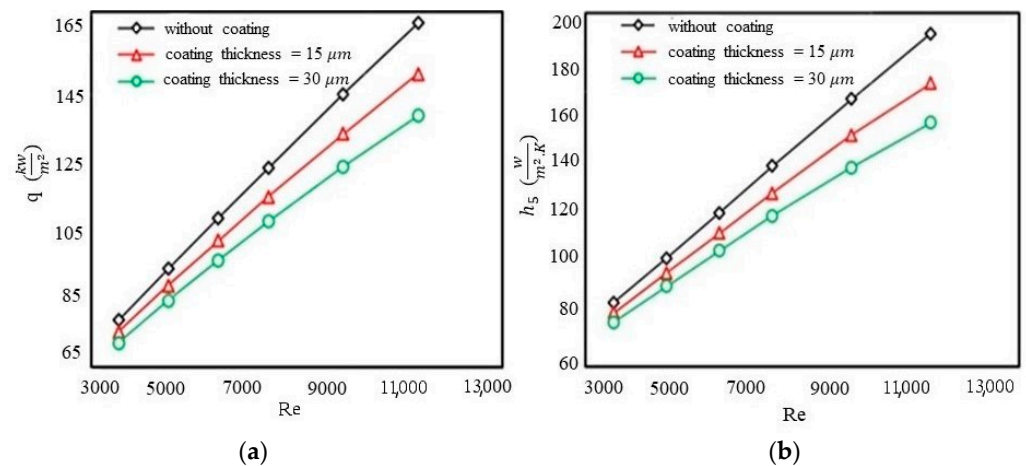 165
145
125
105
85
65
q (kw/m²)
without coating
coating thickness = 15 μm
coating thickness = 30 μm
3000 5000 7000 9000 11,000 13,000
Re
(a)
200
180
160
140
120
100
80
60
h₅ (w/m².K)
without coating
coating thickness = 15 μm
coating thickness = 30 μm
3000 5000 7000 9000 11,000 13,000
Re
(b)